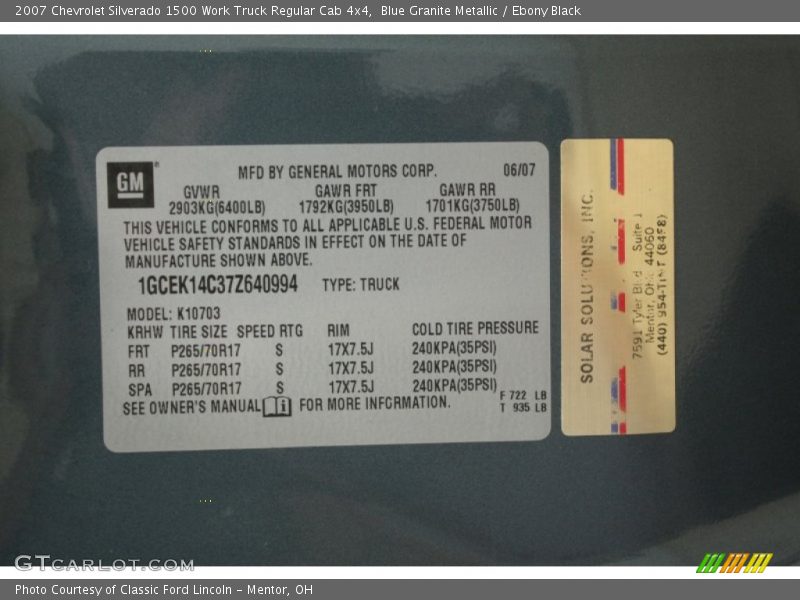 2007 Chevrolet Silverado 1500 Work Truck Regular Cab 4x4,  Blue Granite Metallic / Ebony Black
GM
MFD BY GENERAL MOTORS CORP. 06/07
GVWR GAWR FRT GAWR RR
2903KG(6400LB) 1792KG(3950LB) 1701KG(3750LB)
THIS VEHICLE CONFORMS TO ALL APPLICABLE U.S. FEDERAL MOTOR
VEHICLE SAFETY STANDARDS IN EFFECT ON THE DATE OF
MANUFACTURE SHOWN ABOVE.
1GCEK14C37Z640994 TYPE: TRUCK
MODEL: K10703
KRHW TIRE SIZE SPEED RTG RIM COLD TIRE PRESSURE
FRT P265/70R17 S 17X7.5J 240KPA(35PSI)
RR P265/70R17 S 17X7.5J 240KPA(35PSI)
SPA P265/70R17 S 17X7.5J 240KPA(35PSI)
SEE OWNER'S MANUAL FOR MORE INFORMATION.
F 722 LB
T 935 LB
SOLAR SOLUTIONS, INC.
7591 Tyler Blvd Suite
Mentor, OH 44060
(440) 954-TINT (8468)
GTCARLOT.COM
Photo Courtesy of Classic Ford Lincoln - Mentor, OH